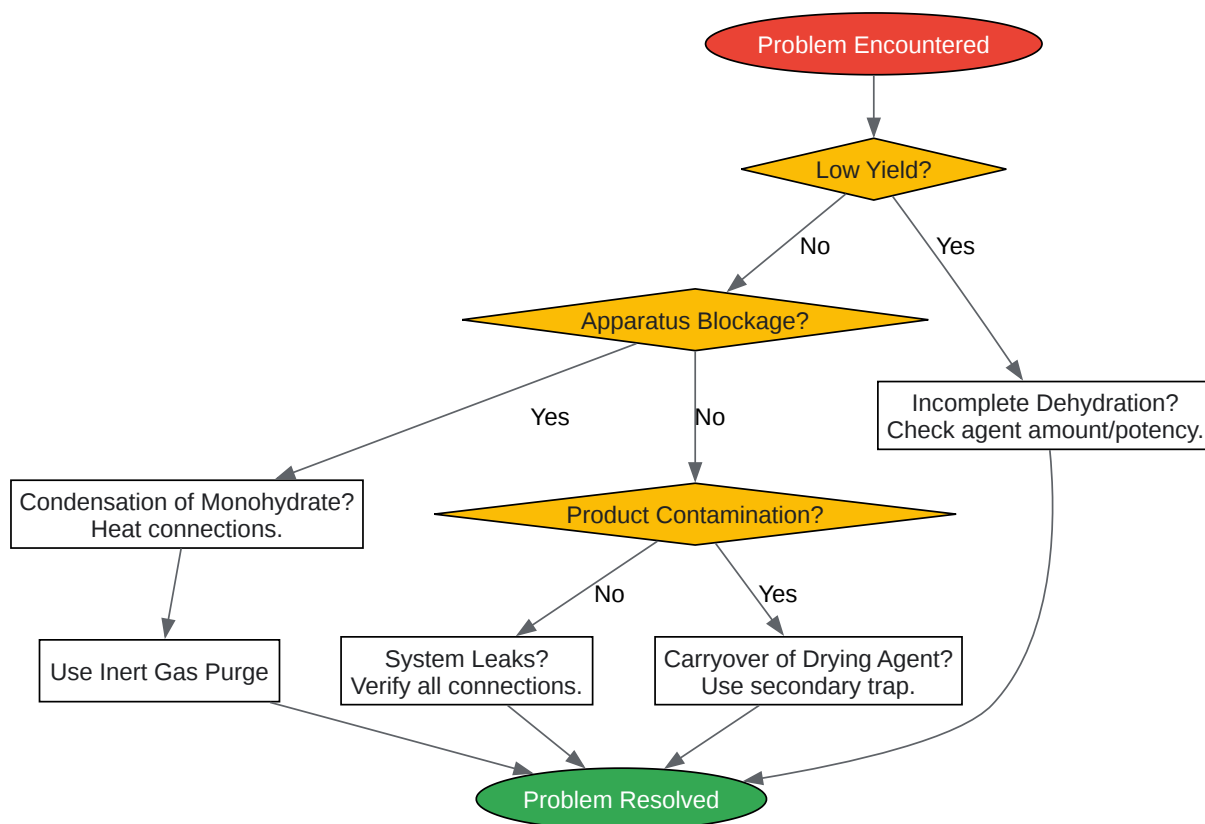 Problem Encountered
Low Yield?
No
Yes
Apparatus Blockage?
Incomplete Dehydration?
Check agent amount/potency.
Yes
No
Condensation of Monohydrate?
Heat connections.
Product Contamination?
No
Yes
Use Inert Gas Purge
System Leaks?
Verify all connections.
Carryover of Drying Agent?
Use secondary trap.
Problem Resolved